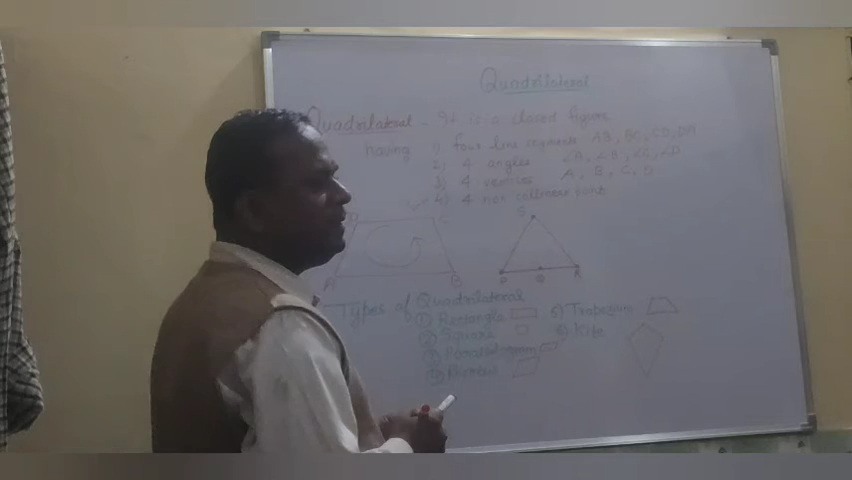 Quadrilateral
Quadrilateral - It is a closed figure
having 1) four line segments AB, BC, CD, DA
2) 4 angles ∠A, ∠B, ∠C, ∠D
3) 4 vertices A, B, C, D
4) 4 non collinear point
D C S
A B P Q R
Types of Quadrilateral
① Rectangle 5) Trapezium
② Square 6) Kite
③ Parallelogram
④